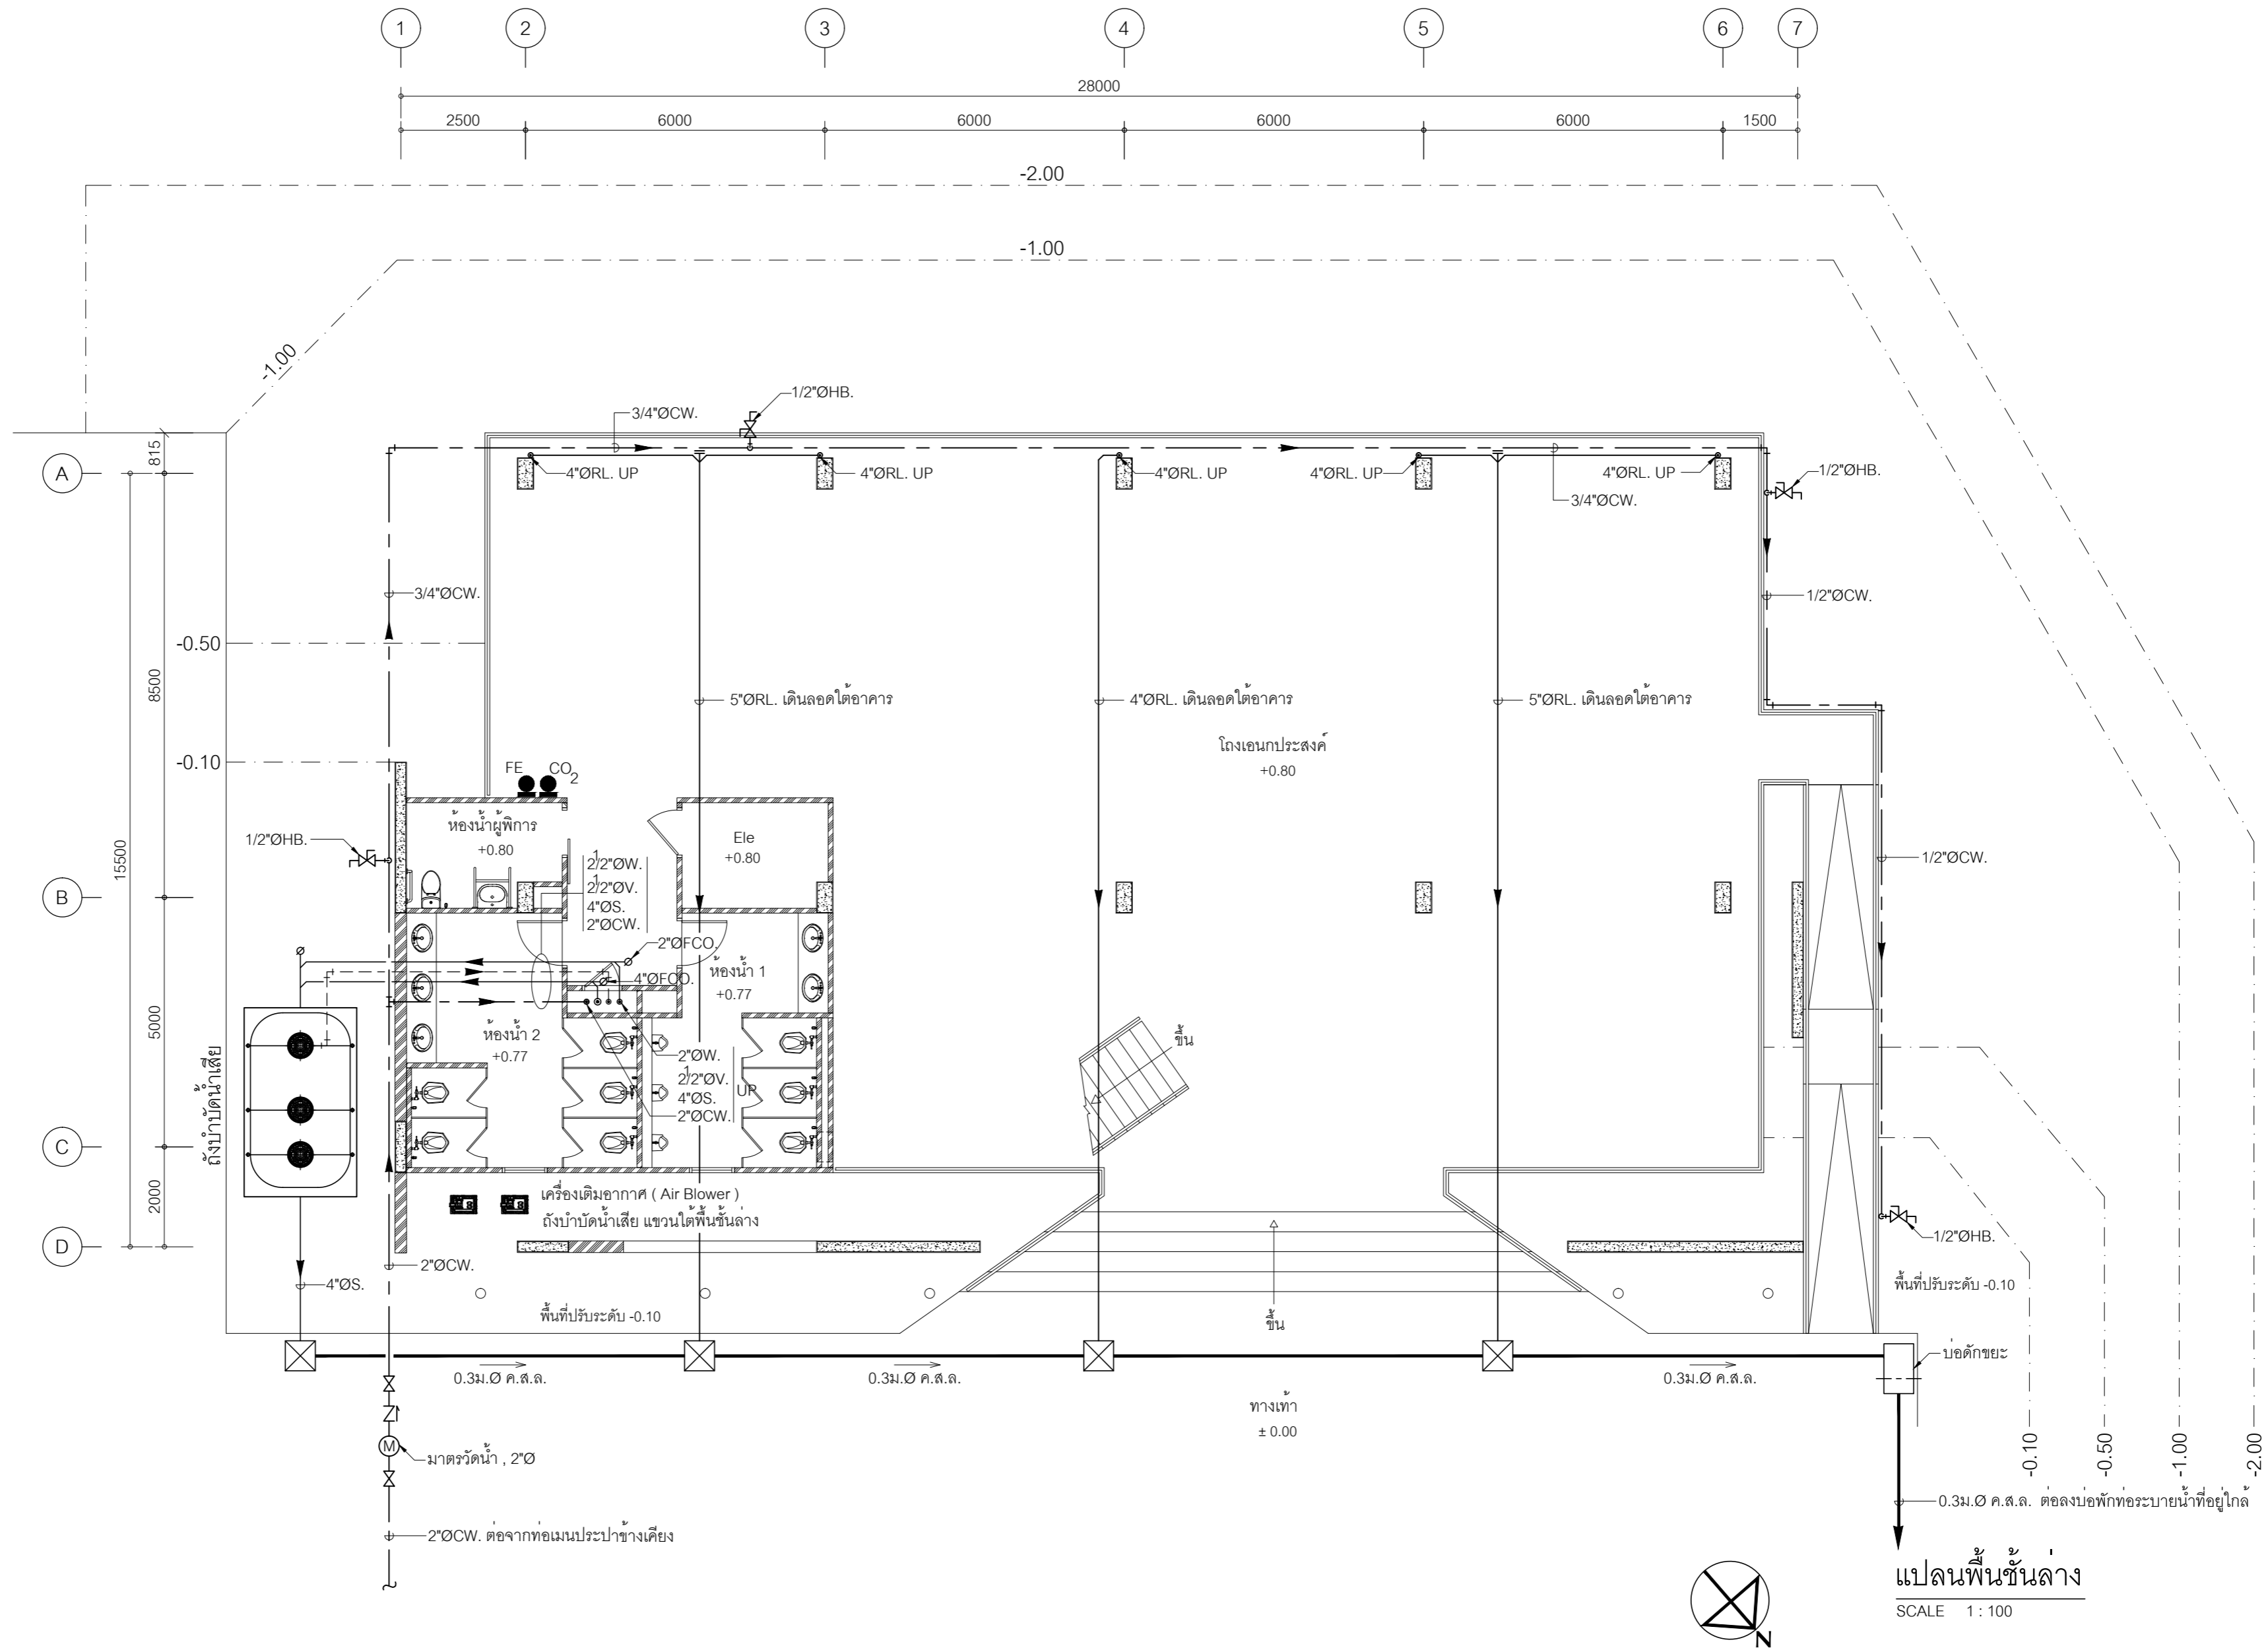 1 2 3 4 5 6 7
28000
2500 6000 6000 6000 6000 1500
-2.00
-1.00
-1.00
1/2"ØHB.
3/4"ØCW.
815
A
4"ØRL. UP 4"ØRL. UP 4"ØRL. UP 4"ØRL. UP 4"ØRL. UP
1/2"ØHB.
3/4"ØCW.
3/4"ØCW.
1/2"ØCW.
-0.50
8500
5"ØRL. เดินลอดใต้อาคาร 4"ØRL. เดินลอดใต้อาคาร 5"ØRL. เดินลอดใต้อาคาร
โถงเอนกประสงค์
+0.80
-0.10
FE CO2
ห้องน้ำผู้พิการ
+0.80
Ele
+0.80
1/2"ØHB.
15500
1
2/2"ØW.
1
2/2"ØV.
4"ØS.
2"ØCW.
1/2"ØCW.
B
2"ØFCO.
4"ØFCO.
ห้องน้ำ 1
+0.77
5000
ห้องน้ำ 2
+0.77
ขึ้น
2"ØW.
1
2/2"ØV.
4"ØS.
2"ØCW.
UP
ถังบำบัดน้ำเสีย
C
2000
เครื่องเติมอากาศ ( Air Blower )
ถังบำบัดน้ำเสีย แขวนใต้พื้นชั้นล่าง
D
1/2"ØHB.
2"ØCW.
4"ØS.
พื้นที่ปรับระดับ -0.10
พื้นที่ปรับระดับ -0.10
ขึ้น
บ่อดักขยะ
0.3ม.Ø ค.ส.ล. 0.3ม.Ø ค.ส.ล. 0.3ม.Ø ค.ส.ล.
ทางเท้า
± 0.00
M
มาตรวัดน้ำ , 2"Ø
-0.10 -0.50 -1.00 -2.00
0.3ม.Ø ค.ส.ล. ต่อลงบ่อพักท่อระบายน้ำที่อยู่ใกล้
2"ØCW. ต่อจากท่อเมนประปาข้างเคียง
แปลนพื้นชั้นล่าง
SCALE 1 : 100
N